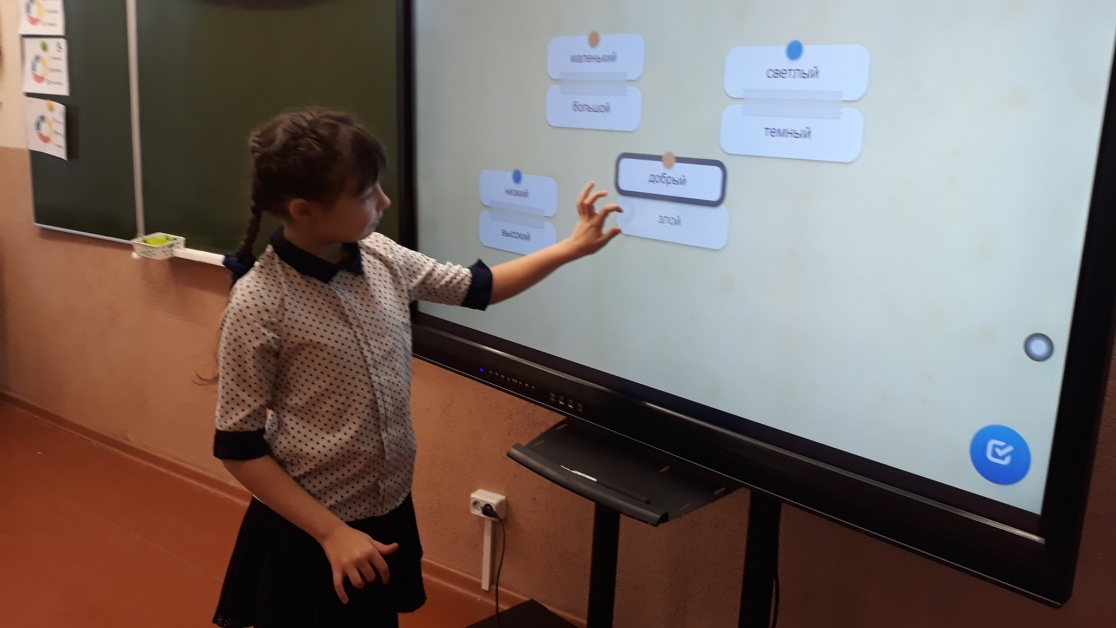 маленький
большой
светлый
темный
низкий
высокий
добрый
злой